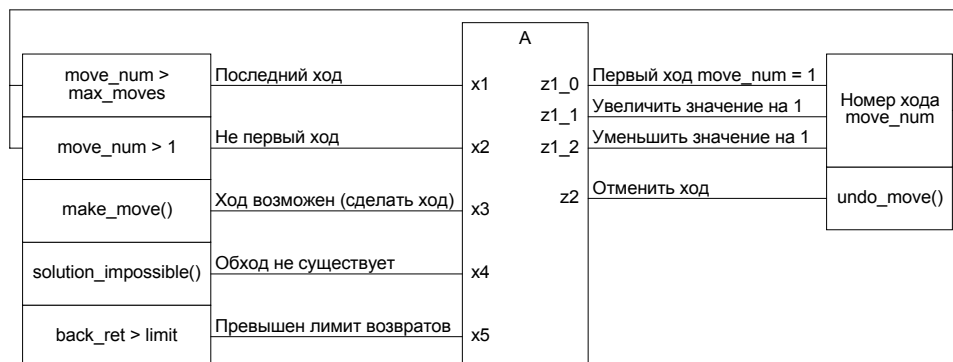 A
move_num >
max_moves
Последний ход
x1
z1_0
Первый ход move_num = 1
Номер хода
move_num
z1_1
Увеличить значение на 1
move_num > 1
Не первый ход
x2
z1_2
Уменьшить значение на 1
make_move()
Ход возможен (сделать ход)
x3
z2
Отменить ход
undo_move()
solution_impossible()
Обход не существует
x4
back_ret > limit
Превышен лимит возвратов
x5